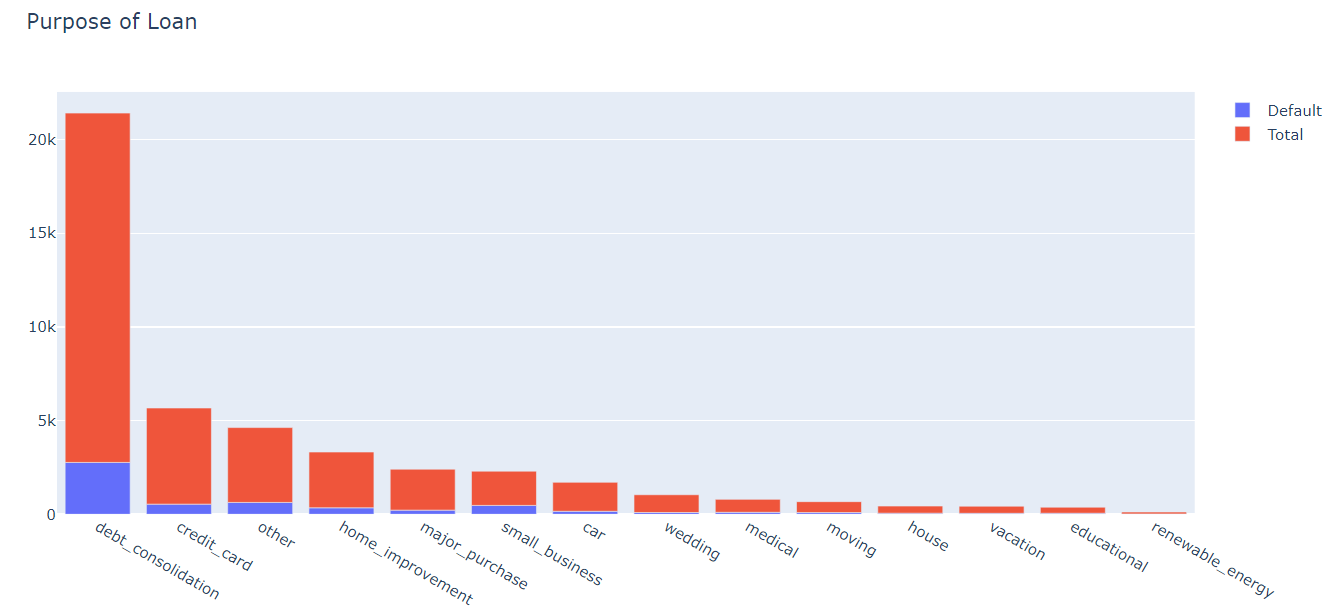 Purpose of Loan
Default
Total
20k
15k
10k
5k
0
debt_consolidation
credit_card
other
home_improvement
major_purchase
small_business
car
wedding
medical
moving
house
vacation
educational
renewable_energy